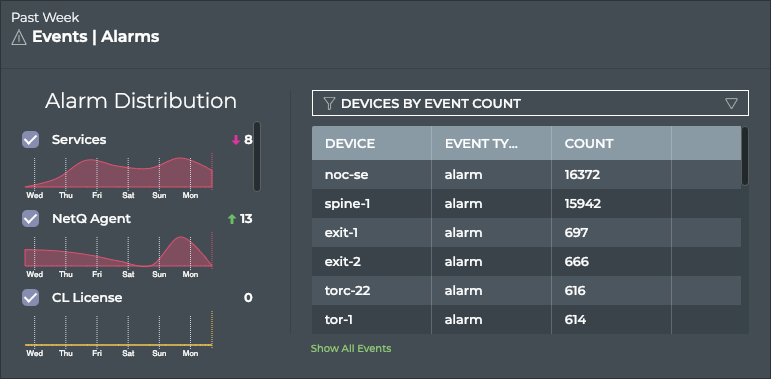 Past Week
Events | Alarms
Alarm Distribution
Services 8
Wed Thu Fri Sat Sun Mon
NetQ Agent 13
Wed Thu Fri Sat Sun Mon
CL License 0
Wed Thu Fri Sat Sun Mon
DEVICES BY EVENT COUNT
DEVICE EVENT TY... COUNT
noc-se alarm 16372
spine-1 alarm 15942
exit-1 alarm 697
exit-2 alarm 666
torc-22 alarm 616
tor-1 alarm 614
Show All Events